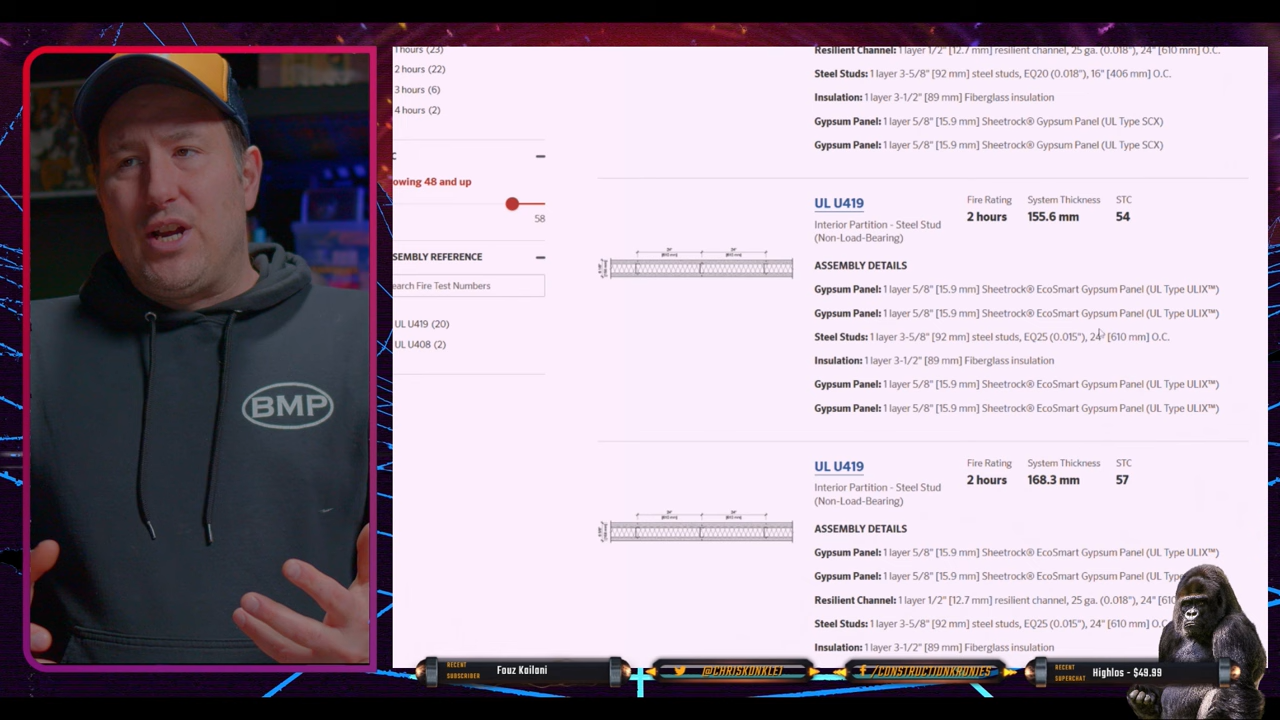 1 hours (23)
2 hours (22)
3 hours (6)
4 hours (2)
owing 48 and up
58
SEMBLY REFERENCE
earch Fire Test Numbers
UL U419 (20)
UL U408 (2)
Resilient Channel: 1 layer 1/2" [12.7 mm] resilient channel, 25 ga. (0.018"), 24" [610 mm] O.C.
Steel Studs: 1 layer 3-5/8" [92 mm] steel studs, EQ20 (0.018"), 16" [406 mm] O.C.
Insulation: 1 layer 3-1/2" [89 mm] Fiberglass insulation
Gypsum Panel: 1 layer 5/8" [15.9 mm] Sheetrock® Gypsum Panel (UL Type SCX)
Gypsum Panel: 1 layer 5/8" [15.9 mm] Sheetrock® Gypsum Panel (UL Type SCX)
UL U419
Interior Partition - Steel Stud
(Non-Load-Bearing)
Fire Rating System Thickness STC
2 hours 155.6 mm 54
ASSEMBLY DETAILS
Gypsum Panel: 1 layer 5/8" [15.9 mm] Sheetrock® EcoSmart Gypsum Panel (UL Type ULIX™)
Gypsum Panel: 1 layer 5/8" [15.9 mm] Sheetrock® EcoSmart Gypsum Panel (UL Type ULIX™)
Steel Studs: 1 layer 3-5/8" [92 mm] steel studs, EQ25 (0.015"), 24" [610 mm] O.C.
Insulation: 1 layer 3-1/2" [89 mm] Fiberglass insulation
Gypsum Panel: 1 layer 5/8" [15.9 mm] Sheetrock® EcoSmart Gypsum Panel (UL Type ULIX™)
Gypsum Panel: 1 layer 5/8" [15.9 mm] Sheetrock® EcoSmart Gypsum Panel (UL Type ULIX™)
UL U419
Interior Partition - Steel Stud
(Non-Load-Bearing)
Fire Rating System Thickness STC
2 hours 168.3 mm 57
ASSEMBLY DETAILS
Gypsum Panel: 1 layer 5/8" [15.9 mm] Sheetrock® EcoSmart Gypsum Panel (UL Type ULIX™)
Gypsum Panel: 1 layer 5/8" [15.9 mm] Sheetrock® EcoSmart Gypsum Panel (UL Type
Resilient Channel: 1 layer 1/2" [12.7 mm] resilient channel, 25 ga. (0.018"), 24" [610
Steel Studs: 1 layer 3-5/8" [92 mm] steel studs, EQ25 (0.015"), 24" [610
Insulation: 1 layer 3-1/2" [89 mm] Fiberglass insulation
BMP
RECENT SUBSCRIBER
Fouz Kailani
@CHRISKONKLE1
/CONSTRUCTIONKRONIES
RECENT SUPERCHAT
Highlos - $49.99